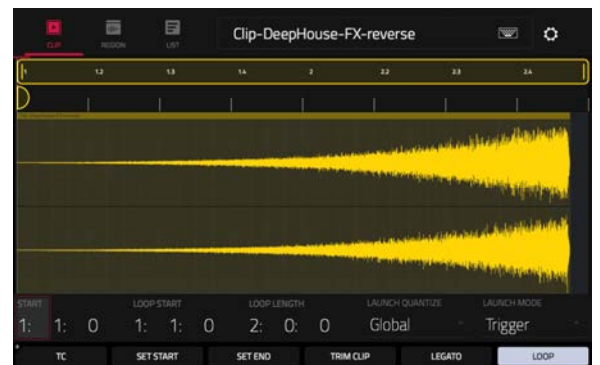 CLIP REGION LIST Clip-DeepHouse-FX-reverse
1 1.2 1.3 1.4 2 2.2 2.3 2.4
START LOOP START LOOP LENGTH LAUNCH QUANTIZE LAUNCH MODE
1: 1: 0 1: 1: 0 2: 0: 0 Global Trigger
TC SET START SET END TRIM CLIP LEGATO LOOP